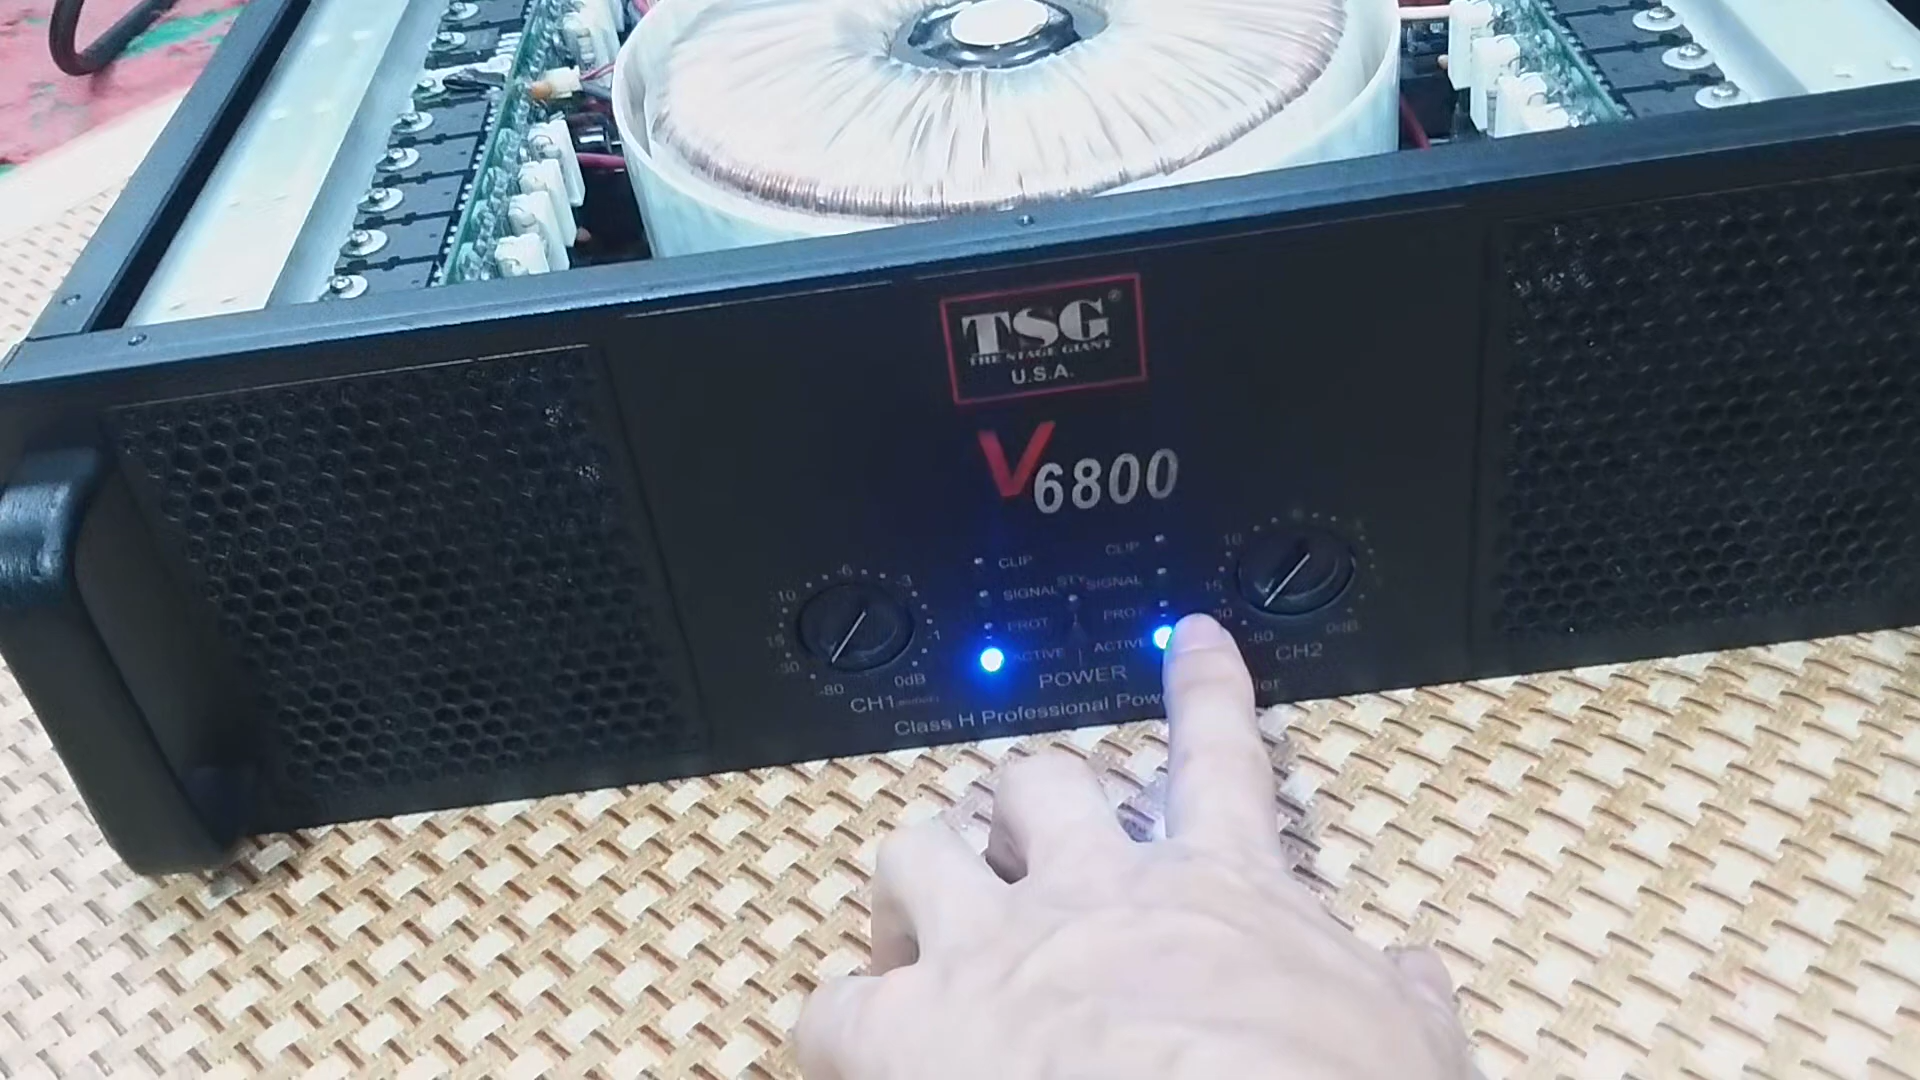 TSG®
THE STAGE GIANT
U.S.A.
V6800
CLIP
SIGNAL
PROT
ACTIVE
CLIP
SIGNAL
PROT
ACTIVE
POWER
10
-6
-3
15
-1
-30
-80
0dB
CH1
10
15
-80
0dB
CH2
Class H Professional